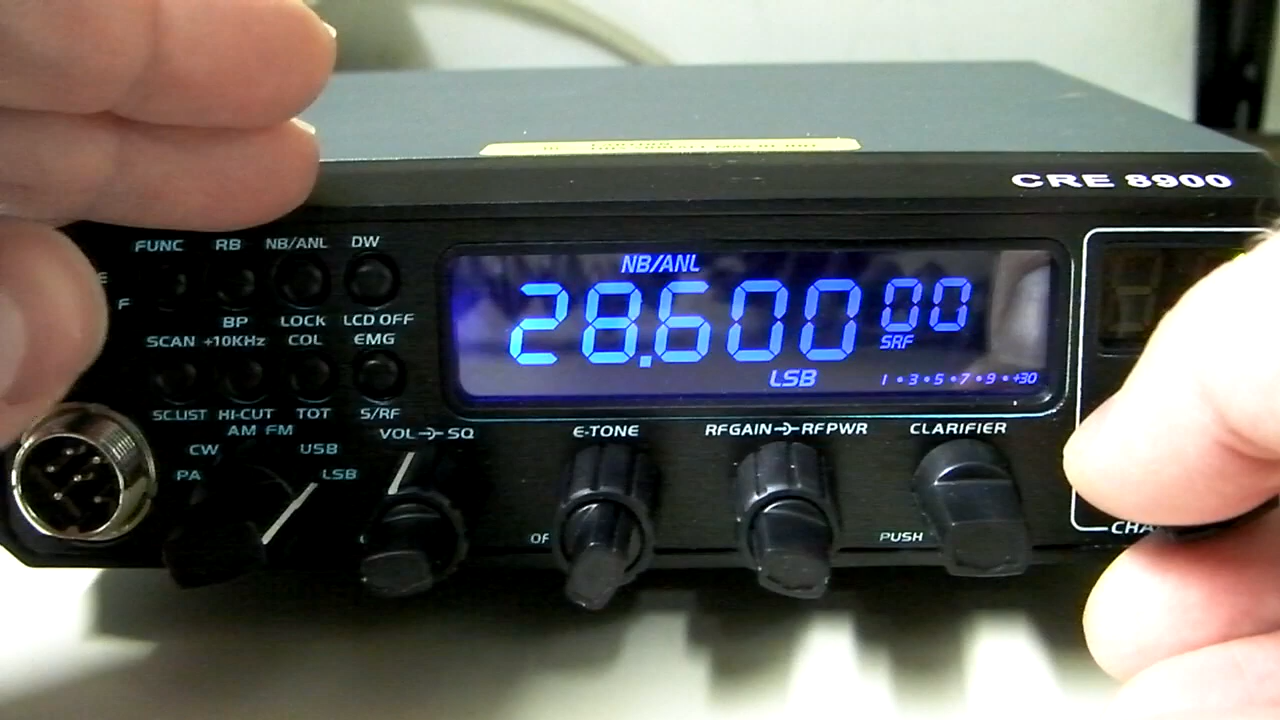 CRE 8900
FUNC RB NB/ANL DW
F
BP LOCK LCD OFF
SCAN +10KHz COL EMG
SC.LIST HI-CUT TOT S/RF
AM FM
CW USB
PA LSB
NB/ANL
28.600 00
SRF
LSB 1•3•5•7•9•+30
VOL SQ E-TONE RFGAIN RFPWR CLARIFIER
OF PUSH